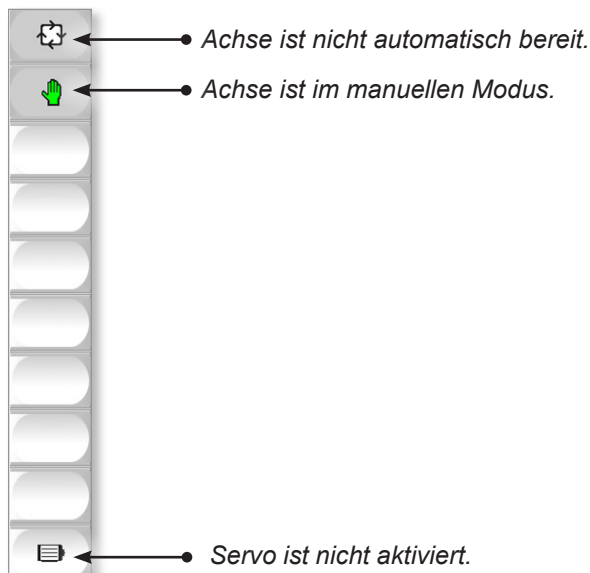 Achse ist nicht automatisch bereit.
Achse ist im manuellen Modus.
Servo ist nicht aktiviert.